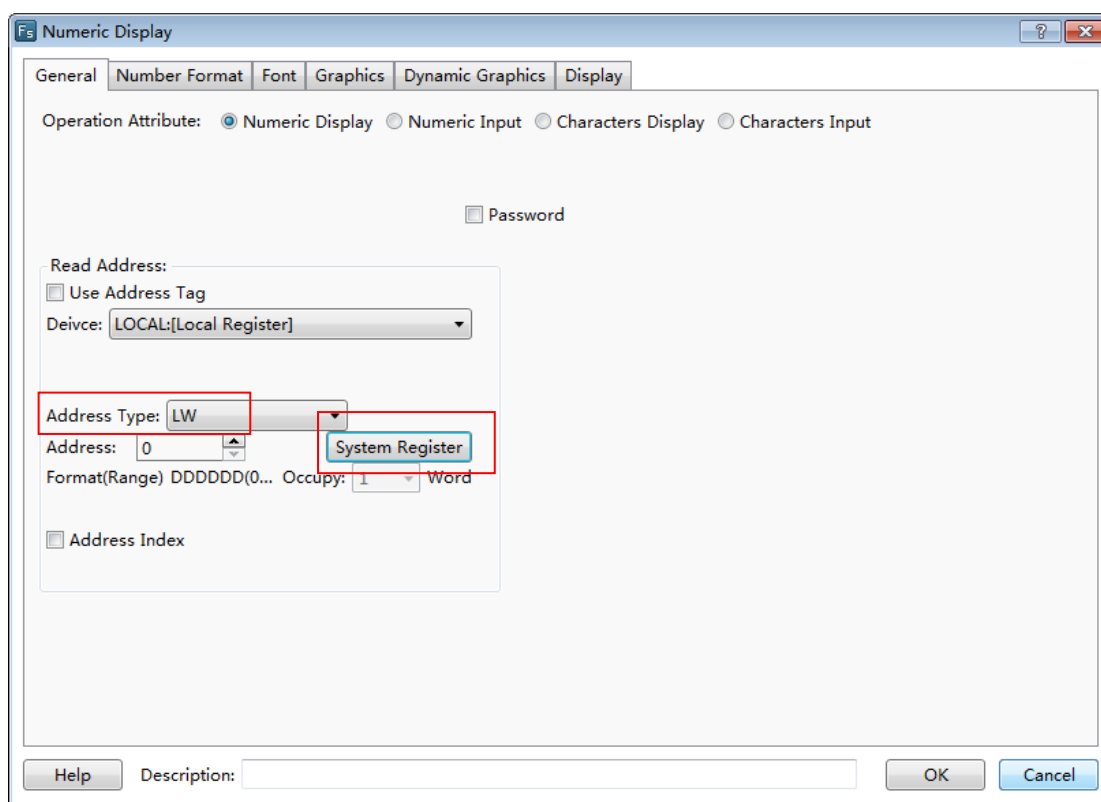 Fs Numeric Display
General Number Format Font Graphics Dynamic Graphics Display
Operation Attribute: Numeric Display Numeric Input Characters Display Characters Input
Password
Read Address:
Use Address Tag
Deivce: LOCAL:[Local Register]
Address Type: LW
Address: 0 System Register
Format(Range) DDDDDD(0... Occupy: 1 Word
Address Index
Help Description: OK Cancel